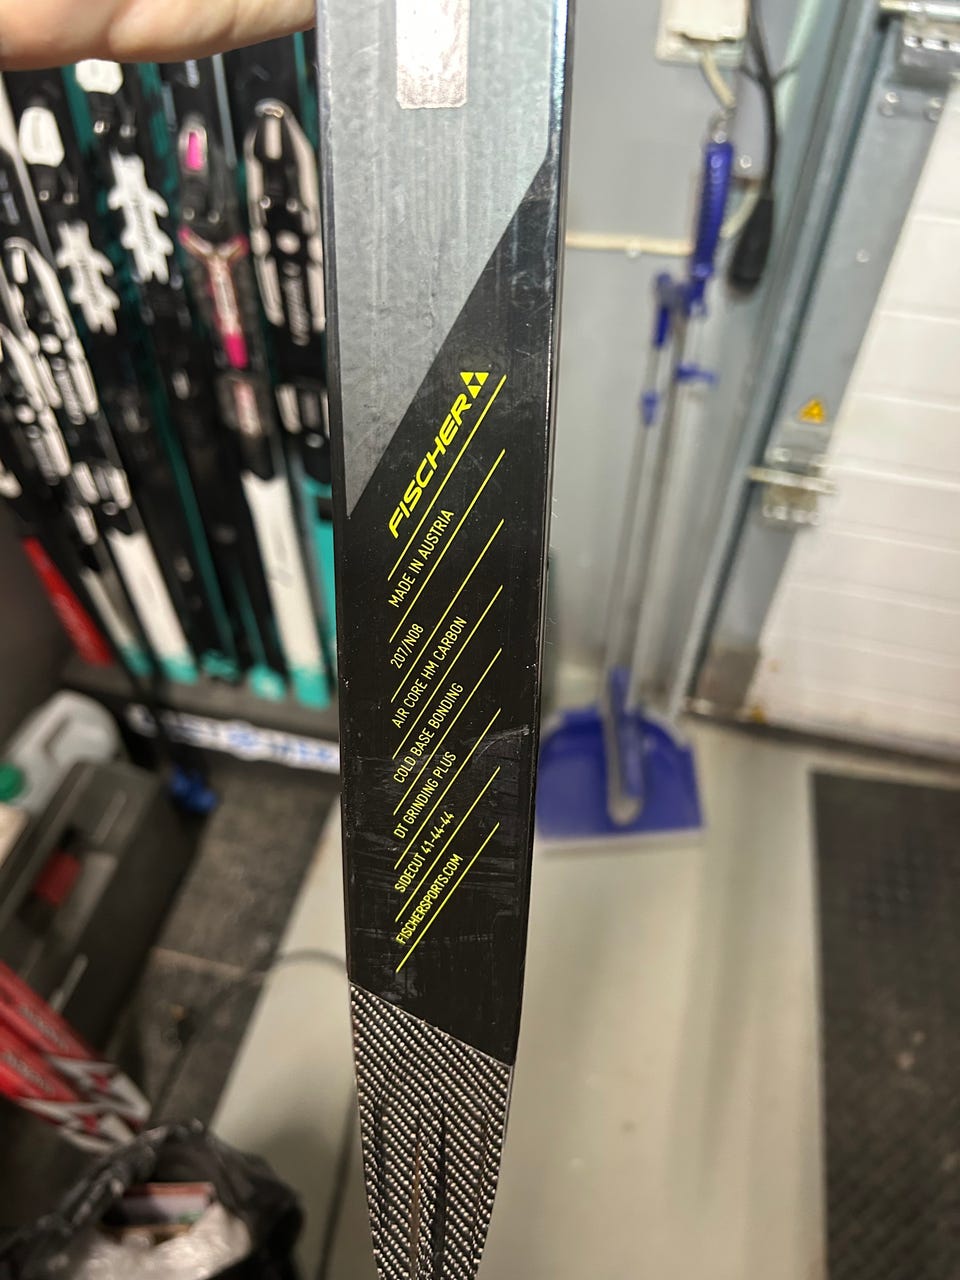 FISCHER
MADE IN AUSTRIA
207/N08
AIR CORE HM CARBON
COLD BASE BONDING
DT GRINDING PLUS
SIDECUT 41-44-44
FISCHERSPORTS.COM